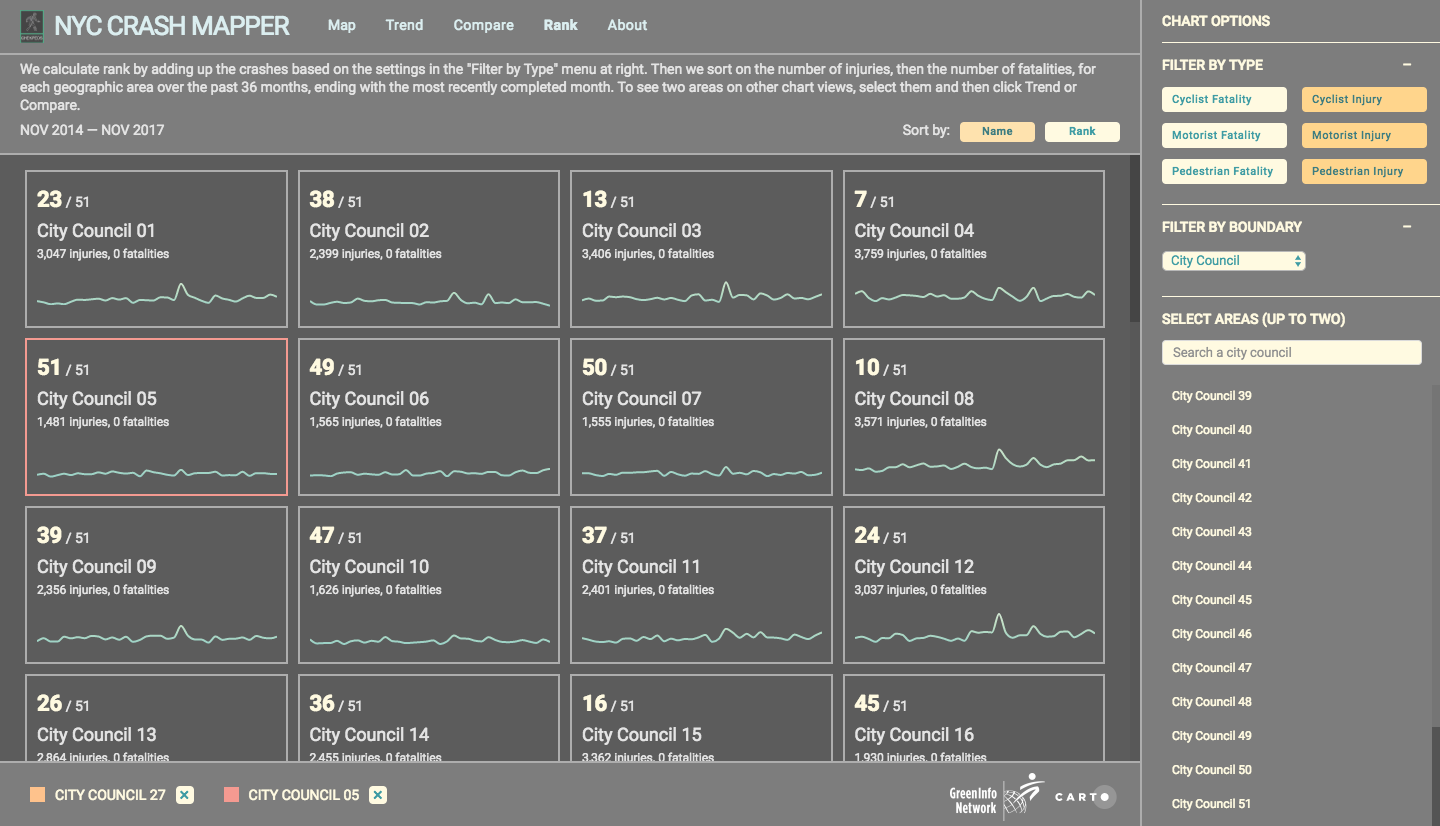 NYC CRASH MAPPER
Map Trend Compare Rank About
We calculate rank by adding up the crashes based on the settings in the "Filter by Type" menu at right. Then we sort on the number of injuries, then the number of fatalities, for
each geographic area over the past 36 months, ending with the most recently completed month. To see two areas on other chart views, select them and then click Trend or
Compare.
NOV 2014 — NOV 2017
Sort by: Name Rank
23 / 51
City Council 01
3,047 injuries, 0 fatalities
38 / 51
City Council 02
2,399 injuries, 0 fatalities
13 / 51
City Council 03
3,406 injuries, 0 fatalities
7 / 51
City Council 04
3,759 injuries, 0 fatalities
51 / 51
City Council 05
1,481 injuries, 0 fatalities
49 / 51
City Council 06
1,565 injuries, 0 fatalities
50 / 51
City Council 07
1,555 injuries, 0 fatalities
10 / 51
City Council 08
3,571 injuries, 0 fatalities
39 / 51
City Council 09
2,356 injuries, 0 fatalities
47 / 51
City Council 10
1,626 injuries, 0 fatalities
37 / 51
City Council 11
2,401 injuries, 0 fatalities
24 / 51
City Council 12
3,037 injuries, 0 fatalities
26 / 51
City Council 13
2,864 injuries, 0 fatalities
36 / 51
City Council 14
2,455 injuries, 0 fatalities
16 / 51
City Council 15
3,362 injuries, 0 fatalities
45 / 51
City Council 16
1,930 injuries, 0 fatalities
CITY COUNCIL 27
CITY COUNCIL 05
GreenInfo
Network
CARTO
CHART OPTIONS
FILTER BY TYPE
Cyclist Fatality
Cyclist Injury
Motorist Fatality
Motorist Injury
Pedestrian Fatality
Pedestrian Injury
FILTER BY BOUNDARY
City Council
SELECT AREAS (UP TO TWO)
Search a city council
City Council 39
City Council 40
City Council 41
City Council 42
City Council 43
City Council 44
City Council 45
City Council 46
City Council 47
City Council 48
City Council 49
City Council 50
City Council 51